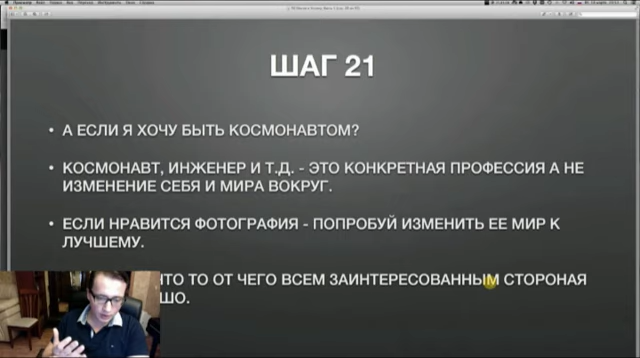 ШАГ 21
• А ЕСЛИ Я ХОЧУ БЫТЬ КОСМОНАВТОМ?
• КОСМОНАВТ, ИНЖЕНЕР И Т.Д. - ЭТО КОНКРЕТНАЯ ПРОФЕССИЯ А НЕ
ИЗМЕНЕНИЕ СЕБЯ И МИРА ВОКРУГ.
• ЕСЛИ НРАВИТСЯ ФОТОГРАФИЯ - ПОПРОБУЙ ИЗМЕНИТЬ ЕЕ МИР К
ЛУЧШЕМУ.
ЧТО ТО ОТ ЧЕГО ВСЕМ ЗАИНТЕРЕСОВАННЫМ СТОРОНАЯ
ШО.